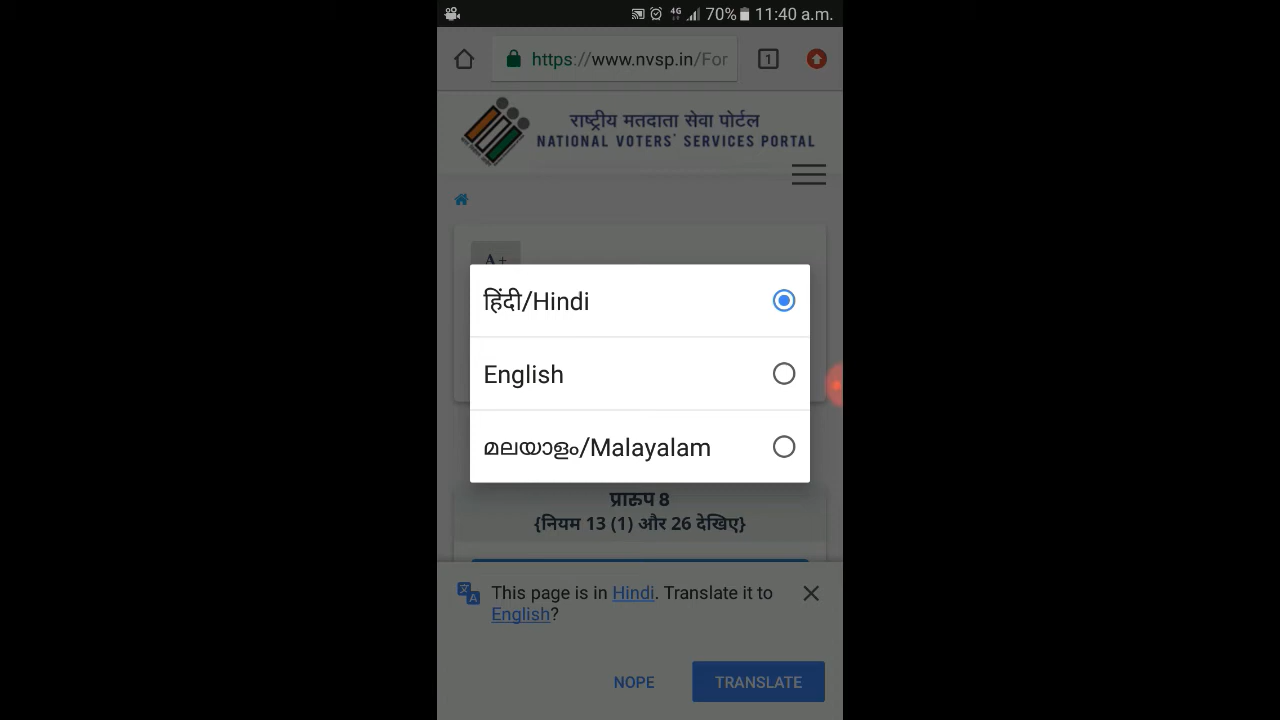 4G 70% 11:40 a.m.
https://www.nvsp.in/For 1
राष्ट्रीय मतदाता सेवा पोर्टल
NATIONAL VOTERS' SERVICES PORTAL
A+
हिंदी/Hindi
English
മലയാളം/Malayalam
प्रारुप 8
{नियम 13 (1) और 26 देखिए}
This page is in Hindi. Translate it to
English?
NOPE TRANSLATE